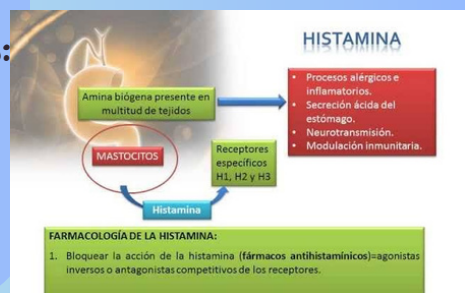 :
HISTAMINA
Amina biógena presente en
multitud de tejidos
• Procesos alérgicos e
inflamatorios.
• Secreción ácida del
estómago.
• Neurotransmisión.
• Modulación inmunitaria.
MASTOCITOS
Receptores
específicos
H1, H2 y H3
Histamina
FARMACOLOGÍA DE LA HISTAMINA:
1. Bloquear la acción de la histamina (fármacos antihistamínicos)=agonistas
inversos o antagonistas competitivos de los receptores.